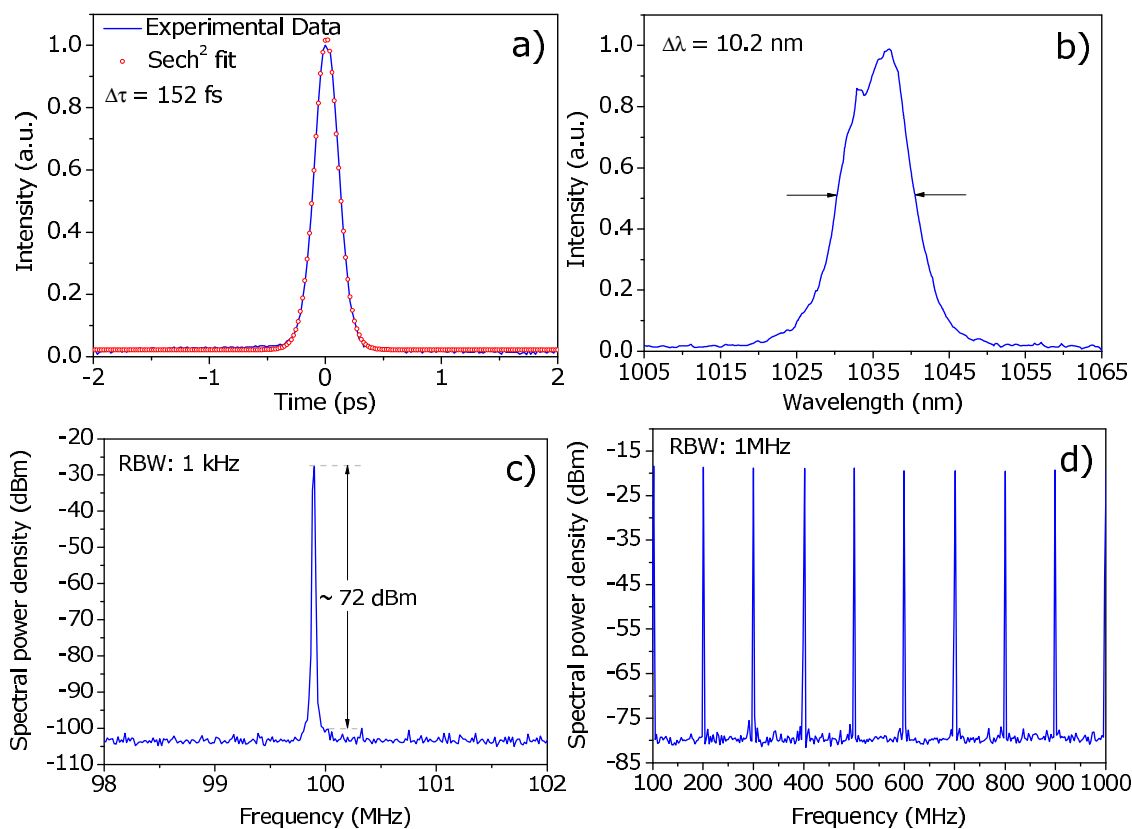 Experimental Data
Sech² fit
Δτ = 152 fs
a)
1.0
0.8
0.6
0.4
0.2
0.0
Intensity (a.u.)
-2 -1 0 1 2
Time (ps)
Δλ = 10.2 nm
b)
1.0
0.8
0.6
0.4
0.2
0.0
Intensity (a.u.)
1005 1015 1025 1035 1045 1055 1065
Wavelength (nm)
RBW: 1 kHz
c)
-20
-30
-40
-50
-60
-70
-80
-90
-100
-110
~ 72 dBm
Spectral power density (dBm)
98 99 100 101 102
Frequency (MHz)
RBW: 1MHz
d)
-15
-25
-35
-45
-55
-65
-75
-85
Spectral power density (dBm)
100 200 300 400 500 600 700 800 900 1000
Frequency (MHz)